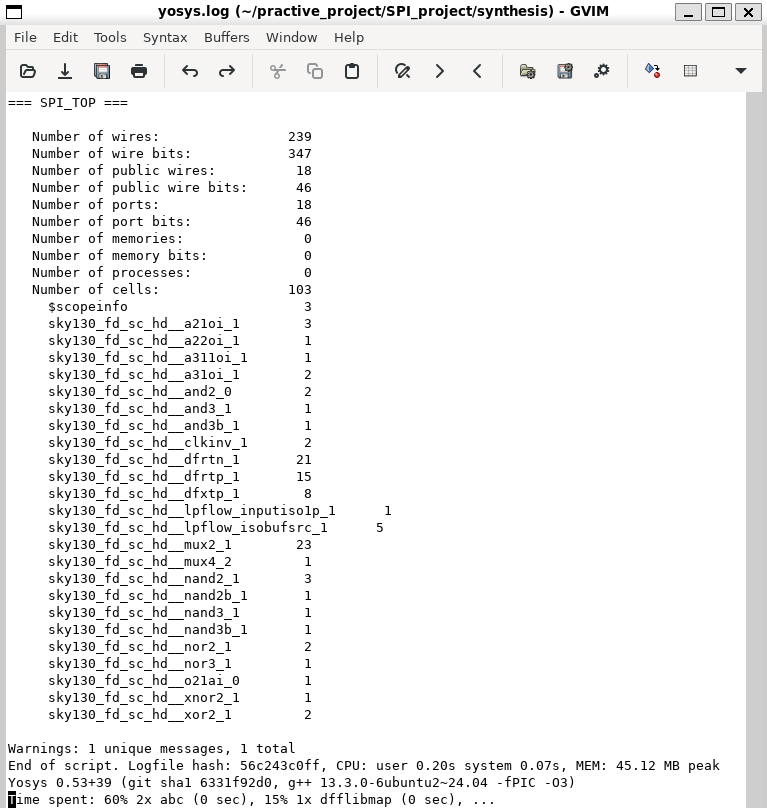 yosys.log (~/practive_project/SPI_project/synthesis) - GVIM
File Edit Tools Syntax Buffers Window Help
=== SPI_TOP ===
Number of wires: 239
Number of wire bits: 347
Number of public wires: 18
Number of public wire bits: 46
Number of ports: 18
Number of port bits: 46
Number of memories: 0
Number of memory bits: 0
Number of processes: 0
Number of cells: 103
$scopeinfo 3
sky130_fd_sc_hd__a21oi_1 3
sky130_fd_sc_hd__a22oi_1 1
sky130_fd_sc_hd__a311oi_1 1
sky130_fd_sc_hd__a31oi_1 2
sky130_fd_sc_hd__and2_0 2
sky130_fd_sc_hd__and3_1 1
sky130_fd_sc_hd__and3b_1 1
sky130_fd_sc_hd__clkinv_1 2
sky130_fd_sc_hd__dfrtn_1 21
sky130_fd_sc_hd__dfrtp_1 15
sky130_fd_sc_hd__dfxtp_1 8
sky130_fd_sc_hd__lpflow_inputiso1p_1 1
sky130_fd_sc_hd__lpflow_isobufsrc_1 5
sky130_fd_sc_hd__mux2_1 23
sky130_fd_sc_hd__mux4_2 1
sky130_fd_sc_hd__nand2_1 3
sky130_fd_sc_hd__nand2b_1 1
sky130_fd_sc_hd__nand3_1 1
sky130_fd_sc_hd__nand3b_1 1
sky130_fd_sc_hd__nor2_1 2
sky130_fd_sc_hd__nor3_1 1
sky130_fd_sc_hd__o21ai_0 1
sky130_fd_sc_hd__xnor2_1 1
sky130_fd_sc_hd__xor2_1 2
Warnings: 1 unique messages, 1 total
End of script. Logfile hash: 56c243c0ff, CPU: user 0.20s system 0.07s, MEM: 45.12 MB peak
Yosys 0.53+39 (git sha1 6331f92d0, g++ 13.3.0-6ubuntu2~24.04 -fPIC -O3)
Time spent: 60% 2x abc (0 sec), 15% 1x dfflibmap (0 sec), ...